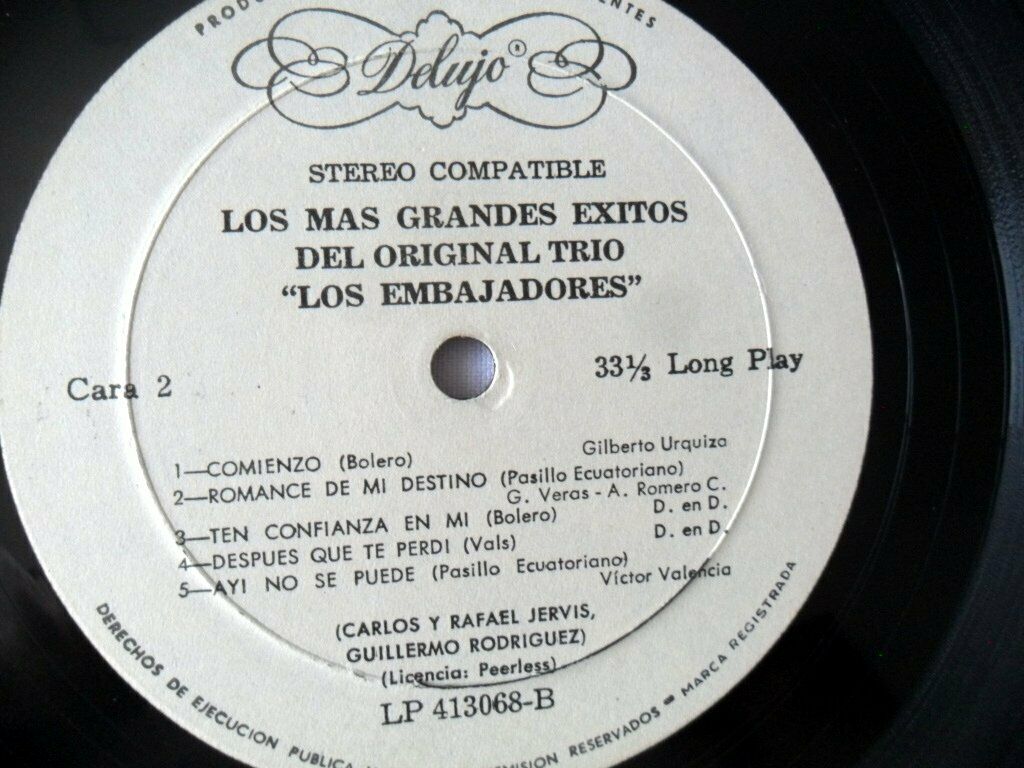 Delujo®
STEREO COMPATIBLE
LOS MAS GRANDES EXITOS
DEL ORIGINAL TRIO
“LOS EMBAJADORES”
Cara 2
33⅓ Long Play
1—COMIENZO (Bolero) Gilberto Urquiza
2—ROMANCE DE MI DESTINO (Pasillo Ecuatoriano)
G. Veras - A. Romero C.
3—TEN CONFIANZA EN MI (Bolero) D. en D.
4—DESPUES QUE TE PERDI (Vals) D. en D.
5—AYI NO SE PUEDE (Pasillo Ecuatoriano)
Víctor Valencia
(CARLOS Y RAFAEL JERVIS,
GUILLERMO RODRIGUEZ)
(Licencia: Peerless)
LP 413068-B
DERECHOS DE EJECUCION PUBLICA
RESERVADOS - MARCA REGISTRADA